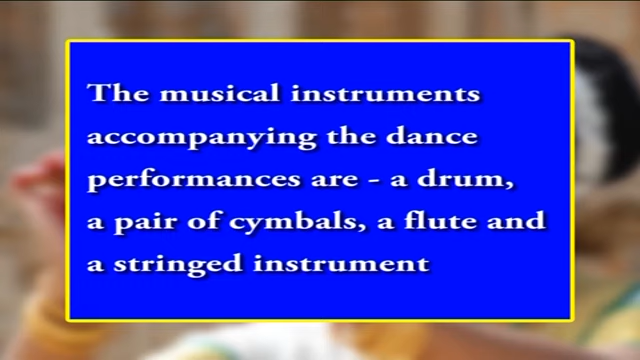 The musical instruments
accompanying the dance
performances are - a drum,
a pair of cymbals, a flute and
a stringed instrument